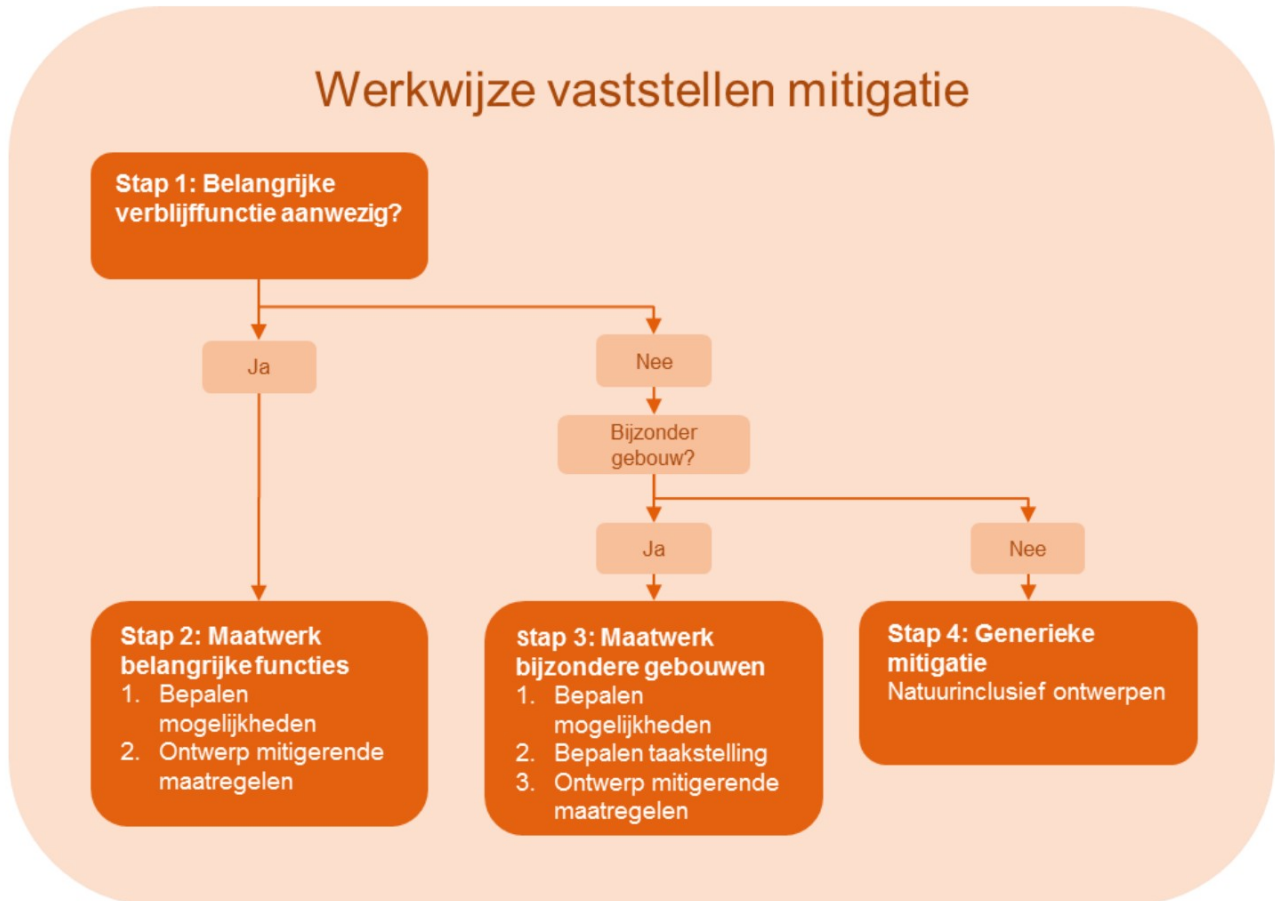 Werkwijze vaststellen mitigatie
Stap 1: Belangrijke
verblijffunctie aanwezig?
Ja
Nee
Bijzonder
gebouw?
Ja
Nee
Stap 2: Maatwerk
belangrijke functies
1. Bepalen
mogelijkheden
2. Ontwerp mitigerende
maatregelen
stap 3: Maatwerk
bijzondere gebouwen
1. Bepalen
mogelijkheden
2. Bepalen taakstelling
3. Ontwerp mitigerende
maatregelen
Stap 4: Generieke
mitigatie
Natuurinclusief ontwerpen